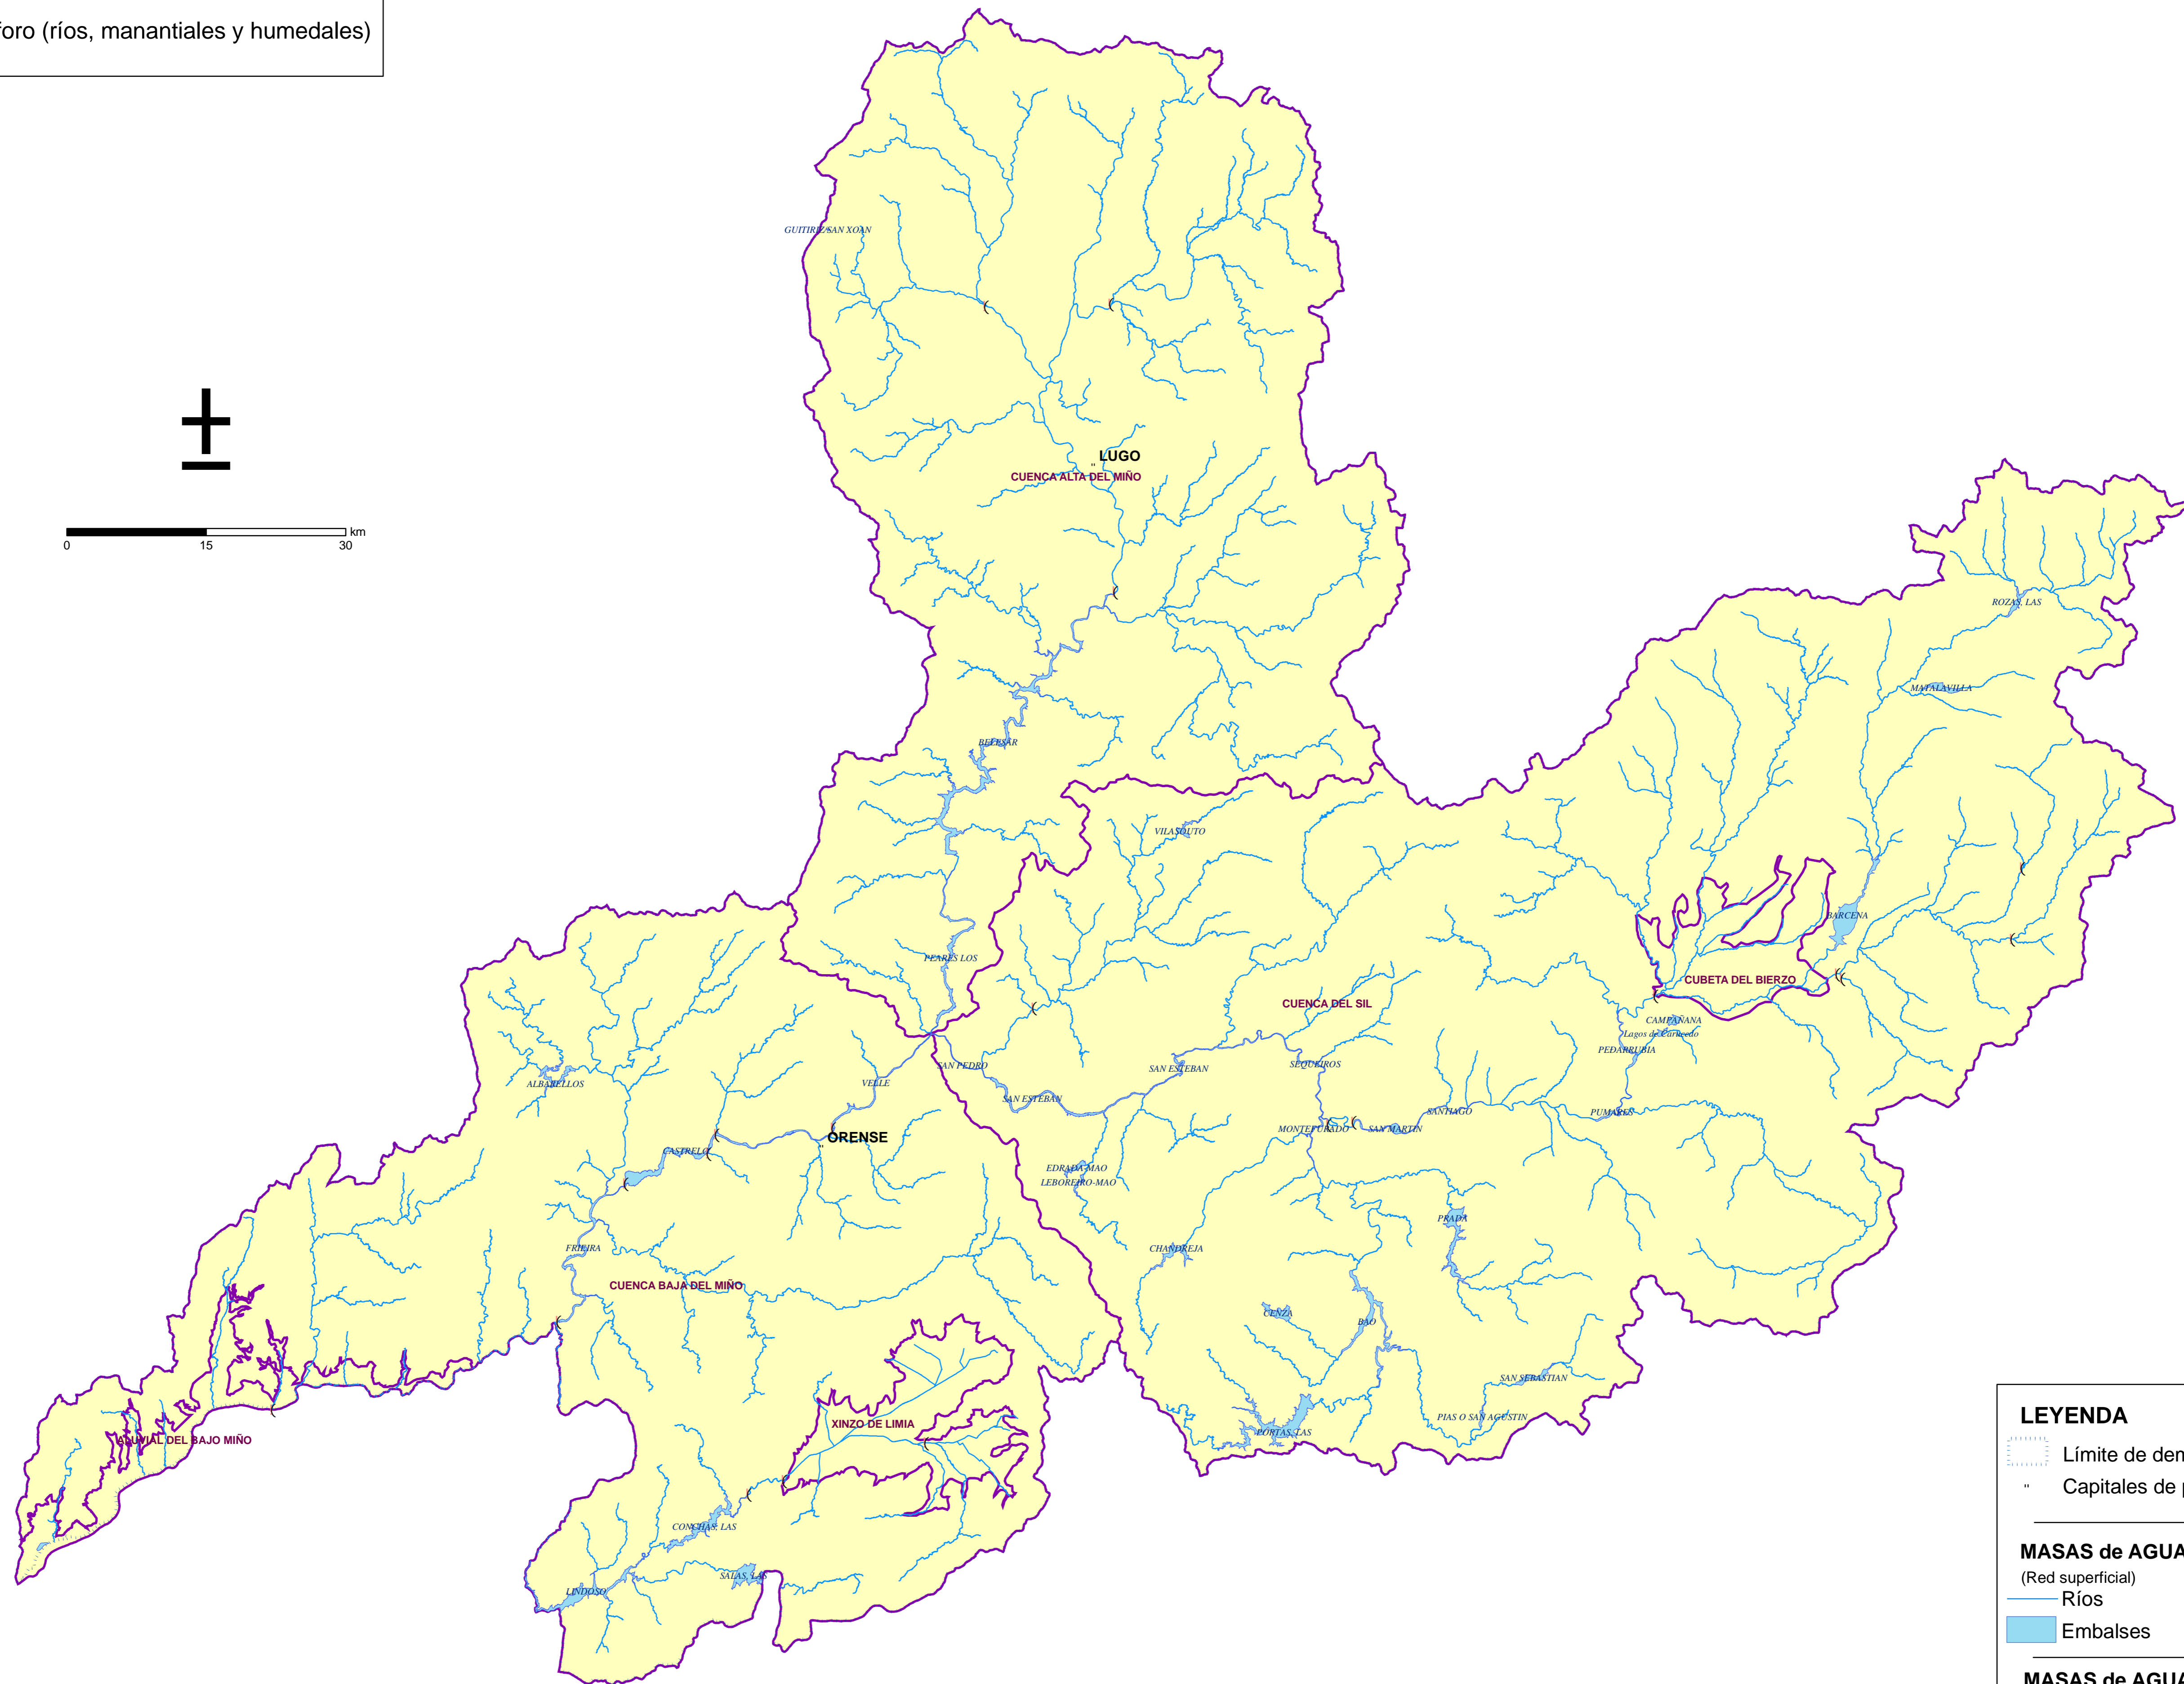 foro (ríos, manantiales y humedales)
GUITIRIZ/SAN XOAN
LUGO
CUENCA ALTA DEL MIÑO
km
0 15 30
ROZAS, LAS
MATALAVILLA
BELESAR
VILASOUTO
BARCENA
PEARES LOS
CUBETA DEL BIERZO
CUENCA DEL SIL
CAMPAÑANA
Lagos de Carucedo
PEÑARRUBIA
SAN PEDRO
SEQUEIROS
SAN ESTEBAN
ALBARELLOS
VELLE
SAN ESTEBAN
SANTIAGO
PUMARES
MONTEFURADO
SAN MARTIN
ORENSE
CASTRELO
EDRADA-MAO
LEBOREIRO-MAO
PRADA
FRIEIRA
CHANDREJA
CUENCA BAJA DEL MIÑO
CENZA
BAO
SAN SEBASTIAN
PIAS O SAN AGUSTIN
XINZO DE LIMIA
PORTAS, LAS
ALUVIAL DEL BAJO MIÑO
CONCHAS, LAS
SALAS, LAS
LINDOSO
LEYENDA
Límite de dem
Capitales de p
MASAS de AGUA
(Red superficial)
Ríos
Embalses
MASAS de AGUA